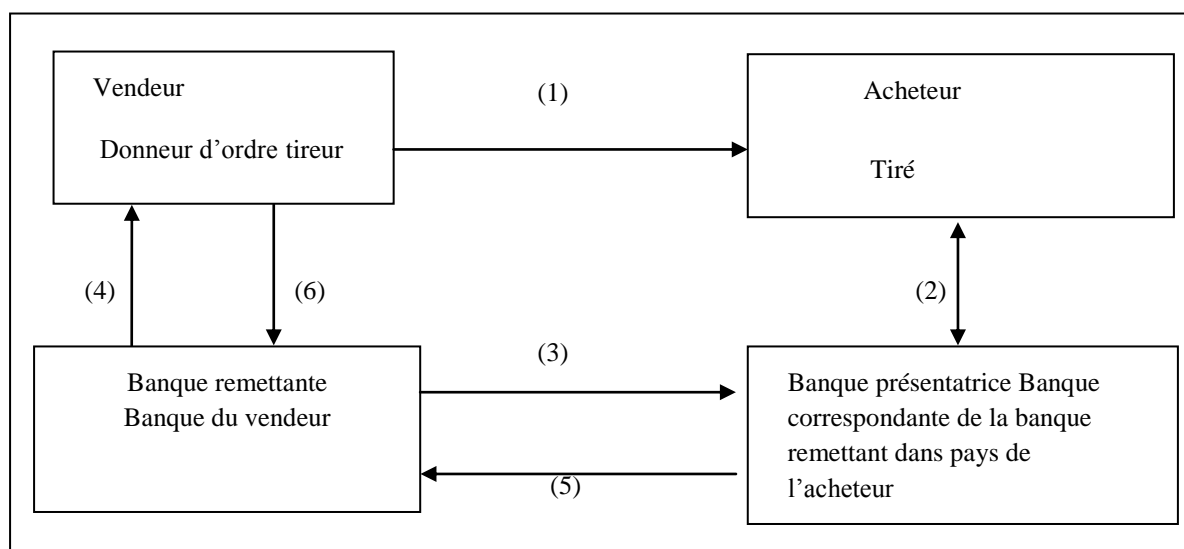 Vendeur
Donneur d’ordre tireur
(1)
Acheteur
Tiré
(4)
(6)
(2)
Banque remettante
Banque du vendeur
(3)
(5)
Banque présentatrice Banque
correspondante de la banque
remettant dans pays de
l’acheteur